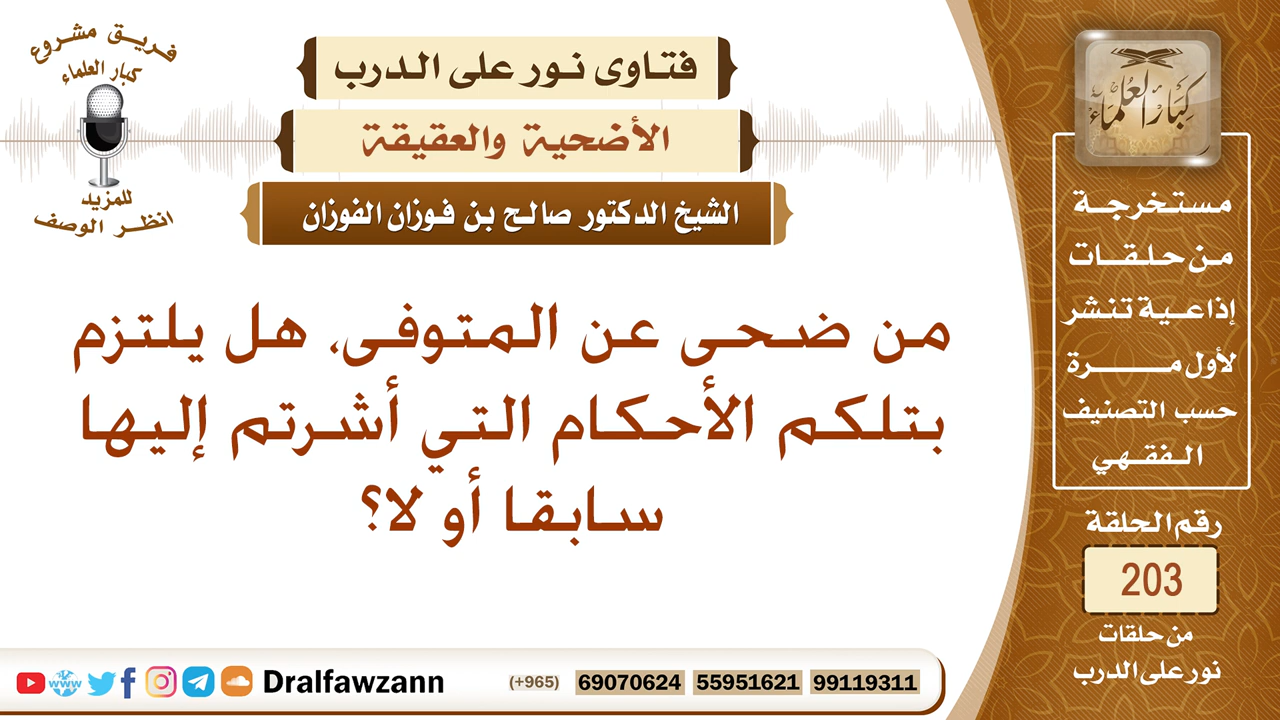 فريق مشروع
كبار العلماء
للمزيد
انظر الوصف
فتاوى نور على الدرب
الأضحية والعقيقة
الشيخ الدكتور صالح بن فوزان الفوزان
من ضحى عن المتوفى، هل يلتزم
بتلكم الأحكام التي أشرتم إليها
سابقا أو لا؟
كبار العلماء
مستخرجة
من حلقات
إذاعية تنشر
لأول مرة
حسب التصنيف
الفقهي
رقم الحلقة
203
من حلقات
نور على الدرب
www Dralfawzann (+965) 69070624 55951621 99119311